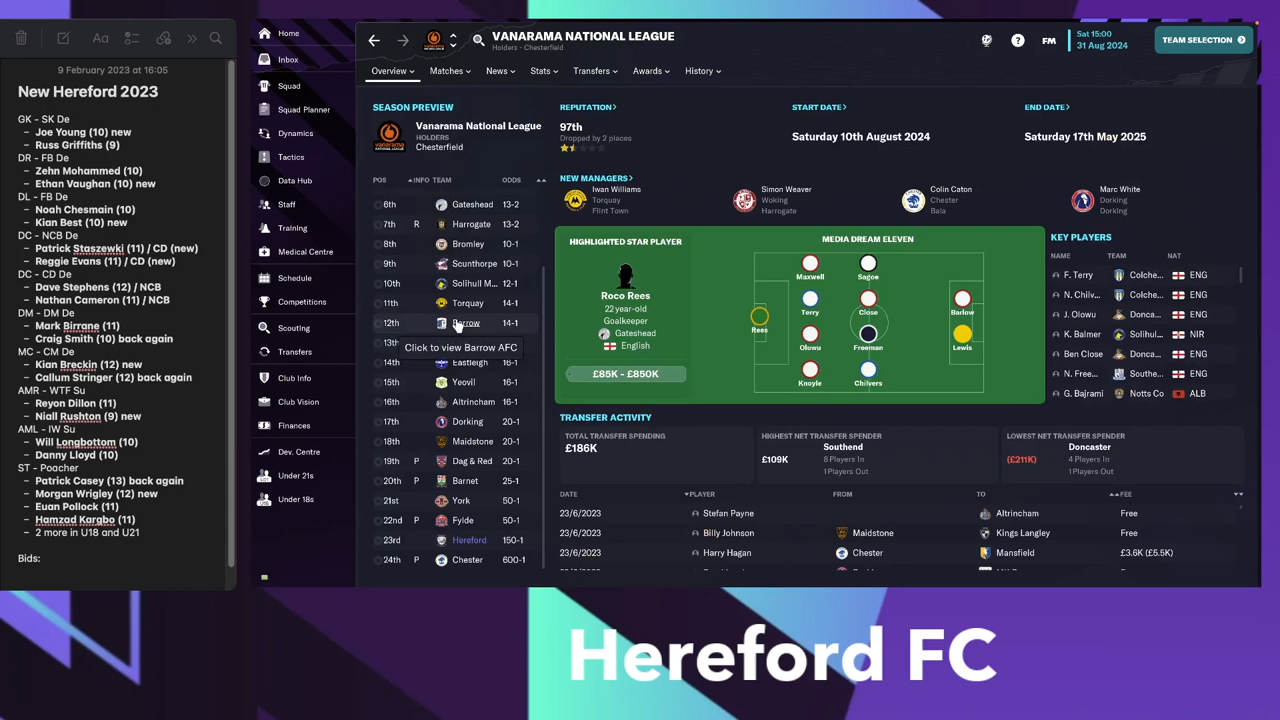 9 February 2023 at 16:05
New Hereford 2023
GK - SK De
– Joe Young (10) new
– Russ Griffiths (9)
DR - FB De
– Zehn Mohammed (10)
– Ethan Vaughan (10) new
DL - FB De
– Noah Chesmain (10)
– Kian Best (10) new
DC - NCB De
– Patrick Staszewki (11) / CD (new)
– Reggie Evans (11) / CD (new)
DC - CD De
– Dave Stephens (12) / NCB
– Nathan Cameron (11) / NCB
DM - DM De
– Mark Birrane (11)
– Craig Smith (10) back again
MC - CM De
– Kian Breckin (12) new
– Callum Stringer (12) back again
AMR - WTF Su
– Reyon Dillon (11)
– Niall Rushton (9) new
AML - IW Su
– Will Longbottom (10)
– Danny Lloyd (10)
ST - Poacher
– Patrick Casey (13) back again
– Morgan Wrigley (12) new
– Euan Pollock (11)
– Hamzad Kargbo (11)
– 2 more in U18 and U21
Bids:
Home
Inbox
Squad
Squad Planner
Dynamics
Tactics
Data Hub
Staff
Training
Medical Centre
Schedule
Competitions
Scouting
Transfers
Club Info
Club Vision
Finances
Dev. Centre
Under 21s
Under 18s
VANARAMA NATIONAL LEAGUE
Holders - Chesterfield
FM
Sat 15:00
31 Aug 2024
TEAM SELECTION
Overview Matches News Stats Transfers Awards History
SEASON PREVIEW
Vanarama National League
HOLDERS
Chesterfield
POS INFO TEAM ODDS
6th Gateshead 13-2
7th R Harrogate 13-2
8th Bromley 10-1
9th Scunthorpe 10-1
10th Solihull M... 12-1
11th Torquay 14-1
12th Barrow 14-1
13th
Click to view Barrow AFC
14th Eastleigh 16-1
15th Yeovil 16-1
16th Altrincham 16-1
17th Dorking 20-1
18th Maidstone 20-1
19th P Dag & Red 20-1
20th P Barnet 25-1
21st York 50-1
22nd P Fylde 50-1
23rd Hereford 150-1
24th P Chester 600-1
REPUTATION
97th
Dropped by 2 places
START DATE
Saturday 10th August 2024
END DATE
Saturday 17th May 2025
NEW MANAGERS
Iwan Williams
Torquay
Flint Town
Simon Weaver
Woking
Harrogate
Colin Caton
Chester
Bala
Marc White
Dorking
Dorking
HIGHLIGHTED STAR PLAYER
Roco Rees
22 year-old
Goalkeeper
Gateshead
English
£85K - £850K
MEDIA DREAM ELEVEN
Maxwell
Sagoe
Terry
Close
Barlow
Rees
Olowu
Freeman
Lewis
Knoyle
Chilvers
KEY PLAYERS
NAME TEAM NAT
F. Terry Colche... ENG
N. Chilv... Colche... ENG
J. Olowu Donca... ENG
K. Balmer Solihull... NIR
Ben Close Donca... ENG
N. Free... Southe... ENG
G. Bajrami Notts Co ALB
TRANSFER ACTIVITY
TOTAL TRANSFER SPENDING
£186K
HIGHEST NET TRANSFER SPENDER
£109K
Southend
8 Players In
1 Players Out
LOWEST NET TRANSFER SPENDER
(£211K)
Doncaster
4 Players In
1 Players Out
DATE PLAYER FROM TO FEE
23/6/2023 Stefan Payne Altrincham Free
23/6/2023 Billy Johnson Maidstone Kings Langley Free
23/6/2023 Harry Hagan Chester Mansfield £3.6K (£5.5K)
Hereford FC